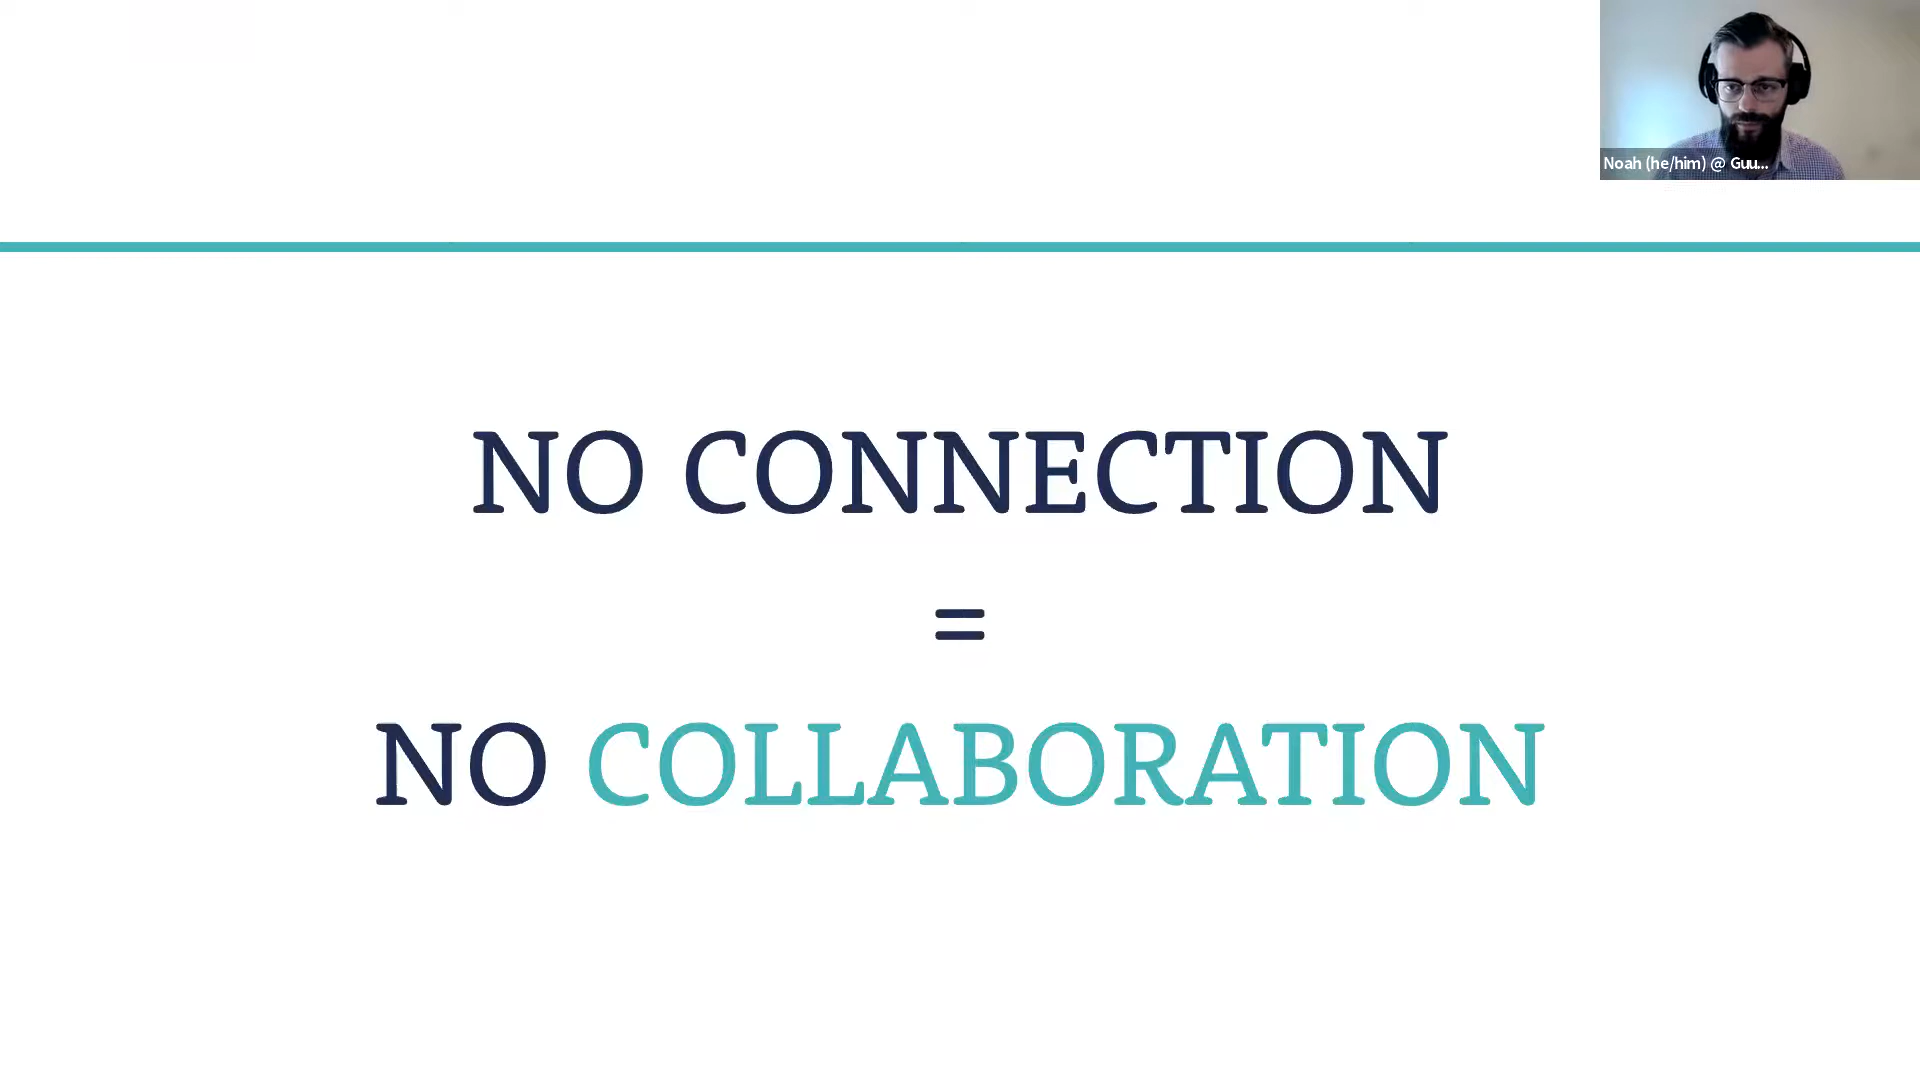 Noah (he/him) @ Guu...
NO CONNECTION
=
NO COLLABORATION